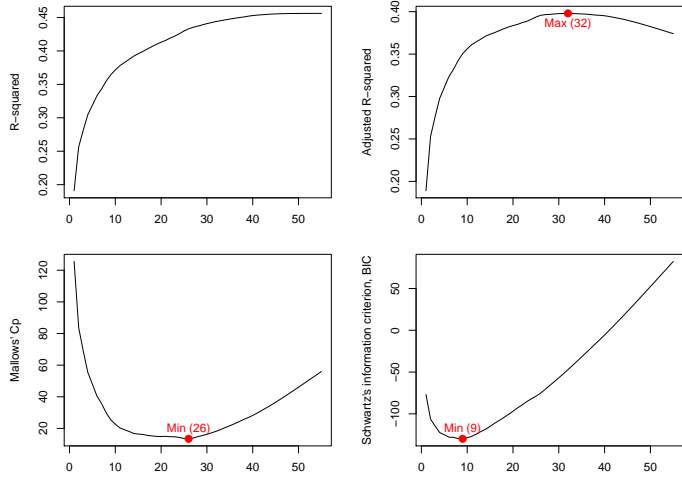 R−squared
0.45
0.40
0.35
0.30
0.25
0.20
0 10 20 30 40 50
Adjusted R−squared
0.40
0.35
0.30
0.25
0.20
Max (32)
0 10 20 30 40 50
Mallows' Cp
120
100
80
60
40
20
Min (26)
0 10 20 30 40 50
Schwartz's information criterion, BIC
50
0
−50
−100
Min (9)
0 10 20 30 40 50